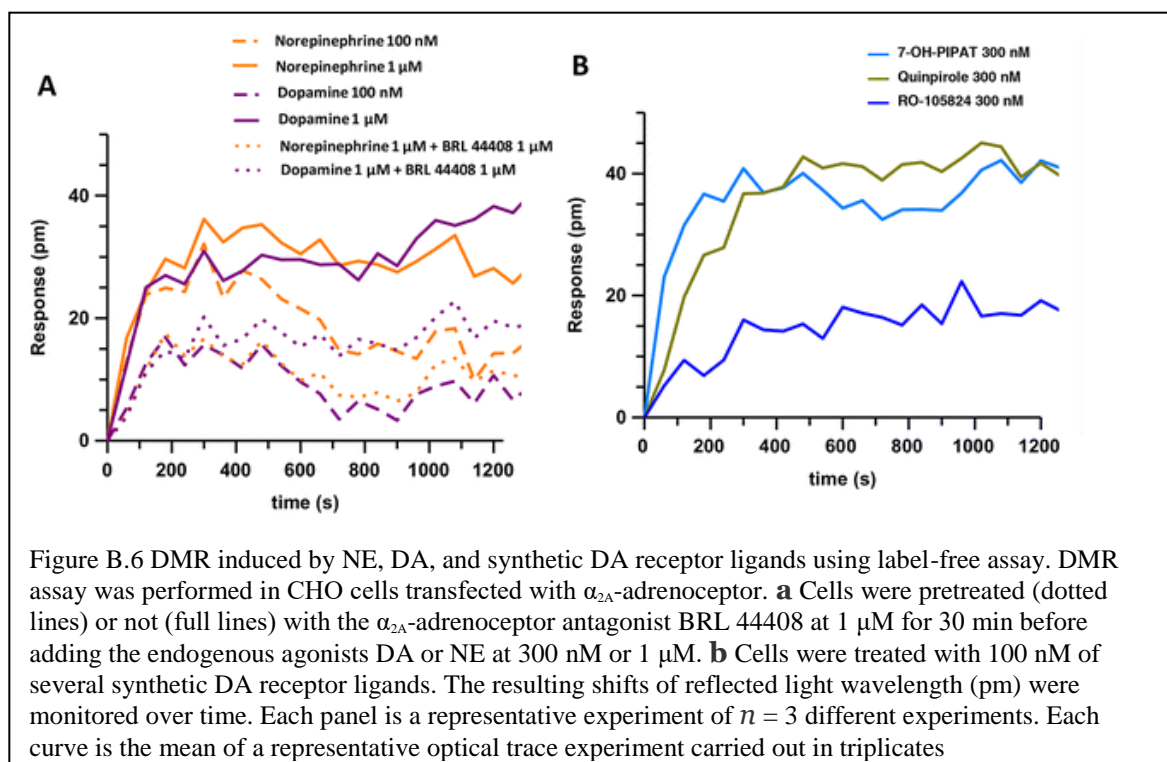 A
Norepinephrine 100 nM
Norepinephrine 1 µM
Dopamine 100 nM
Dopamine 1 µM
Norepinephrine 1 µM + BRL 44408 1 µM
Dopamine 1 µM + BRL 44408 1 µM
Response (pm)
40
20
0
0 200 400 600 800 1000 1200
time (s)
B
7-OH-PIPAT 300 nM
Quinpirole 300 nM
RO-105824 300 nM
Response (pm)
40
20
0
0 200 400 600 800 1000 1200
time (s)
Figure B.6 DMR induced by NE, DA, and synthetic DA receptor ligands using label-free assay. DMR
assay was performed in CHO cells transfected with α2A-adrenoceptor. a Cells were pretreated (dotted
lines) or not (full lines) with the α2A-adrenoceptor antagonist BRL 44408 at 1 μM for 30 min before
adding the endogenous agonists DA or NE at 300 nM or 1 μM. b Cells were treated with 100 nM of
several synthetic DA receptor ligands. The resulting shifts of reflected light wavelength (pm) were
monitored over time. Each panel is a representative experiment of n = 3 different experiments. Each
curve is the mean of a representative optical trace experiment carried out in triplicates